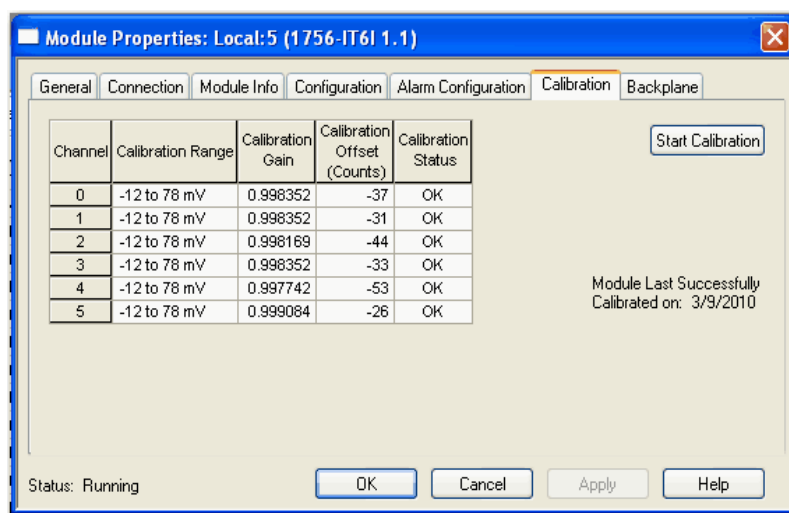 Module Properties: Local:5 (1756-IT6I 1.1)
General Connection Module Info Configuration Alarm Configuration Calibration Backplane
Channel Calibration Range Calibration Gain Calibration Offset (Counts) Calibration Status
0 -12 to 78 mV 0.998352 -37 OK
1 -12 to 78 mV 0.998352 -31 OK
2 -12 to 78 mV 0.998169 -44 OK
3 -12 to 78 mV 0.998352 -33 OK
4 -12 to 78 mV 0.997742 -53 OK
5 -12 to 78 mV 0.999084 -26 OK
Start Calibration
Module Last Successfully
Calibrated on: 3/9/2010
Status: Running
OK Cancel Apply Help